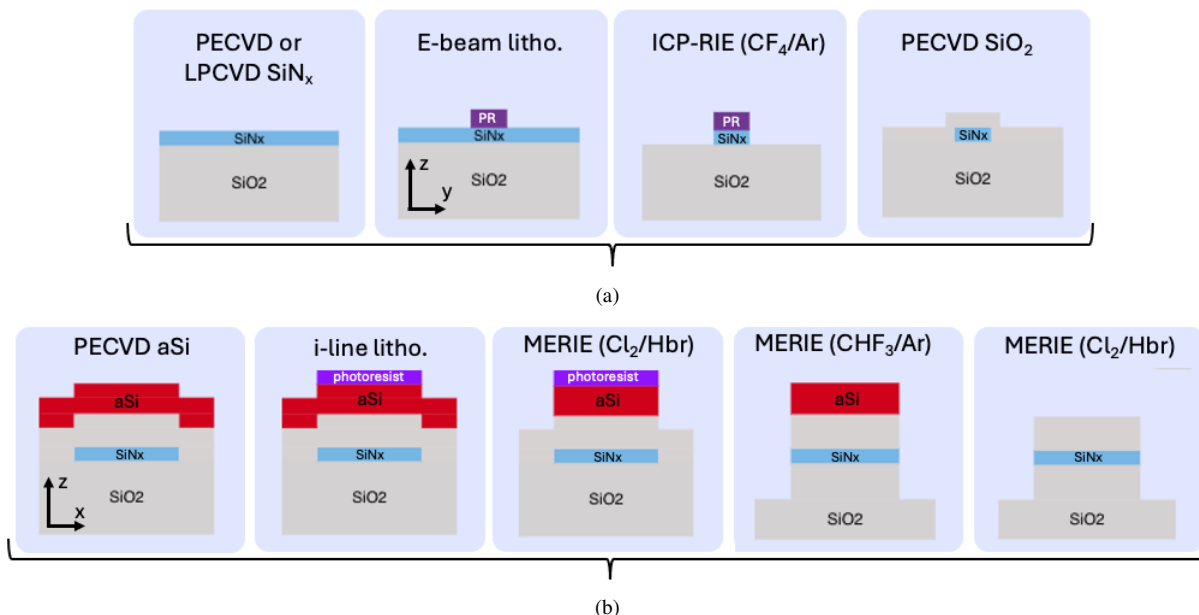 PECVD or
LPCVD SiNₓ
E-beam litho.
ICP-RIE (CF₄/Ar)
PECVD SiO₂
SiNx
SiO2
PR
SiNx
SiO2
z
y
PR
SiNx
SiO2
SiNx
SiO2
(a)
PECVD aSi
i-line litho.
MERIE (Cl₂/Hbr)
MERIE (CHF₃/Ar)
MERIE (Cl₂/Hbr)
aSi
SiNx
SiO2
z
x
photoresist
aSi
SiNx
SiO2
photoresist
aSi
SiNx
SiO2
aSi
SiNx
SiO2
SiNx
SiO2
(b)